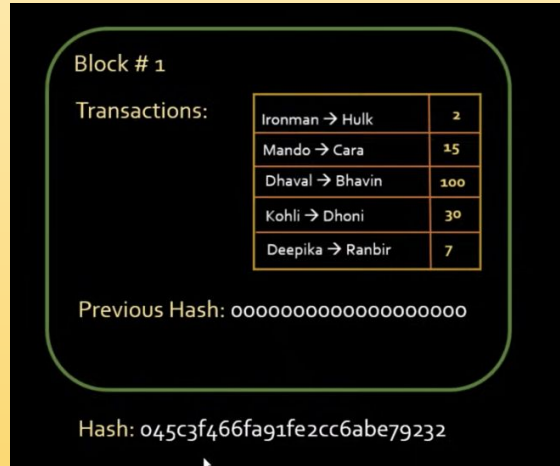 Block # 1
Transactions:
Ironman → Hulk 2
Mando → Cara 15
Dhaval → Bhavin 100
Kohli → Dhoni 30
Deepika → Ranbir 7
Previous Hash: 0000000000000000000
Hash: 045c3f466fa91fe2cc6abe79232